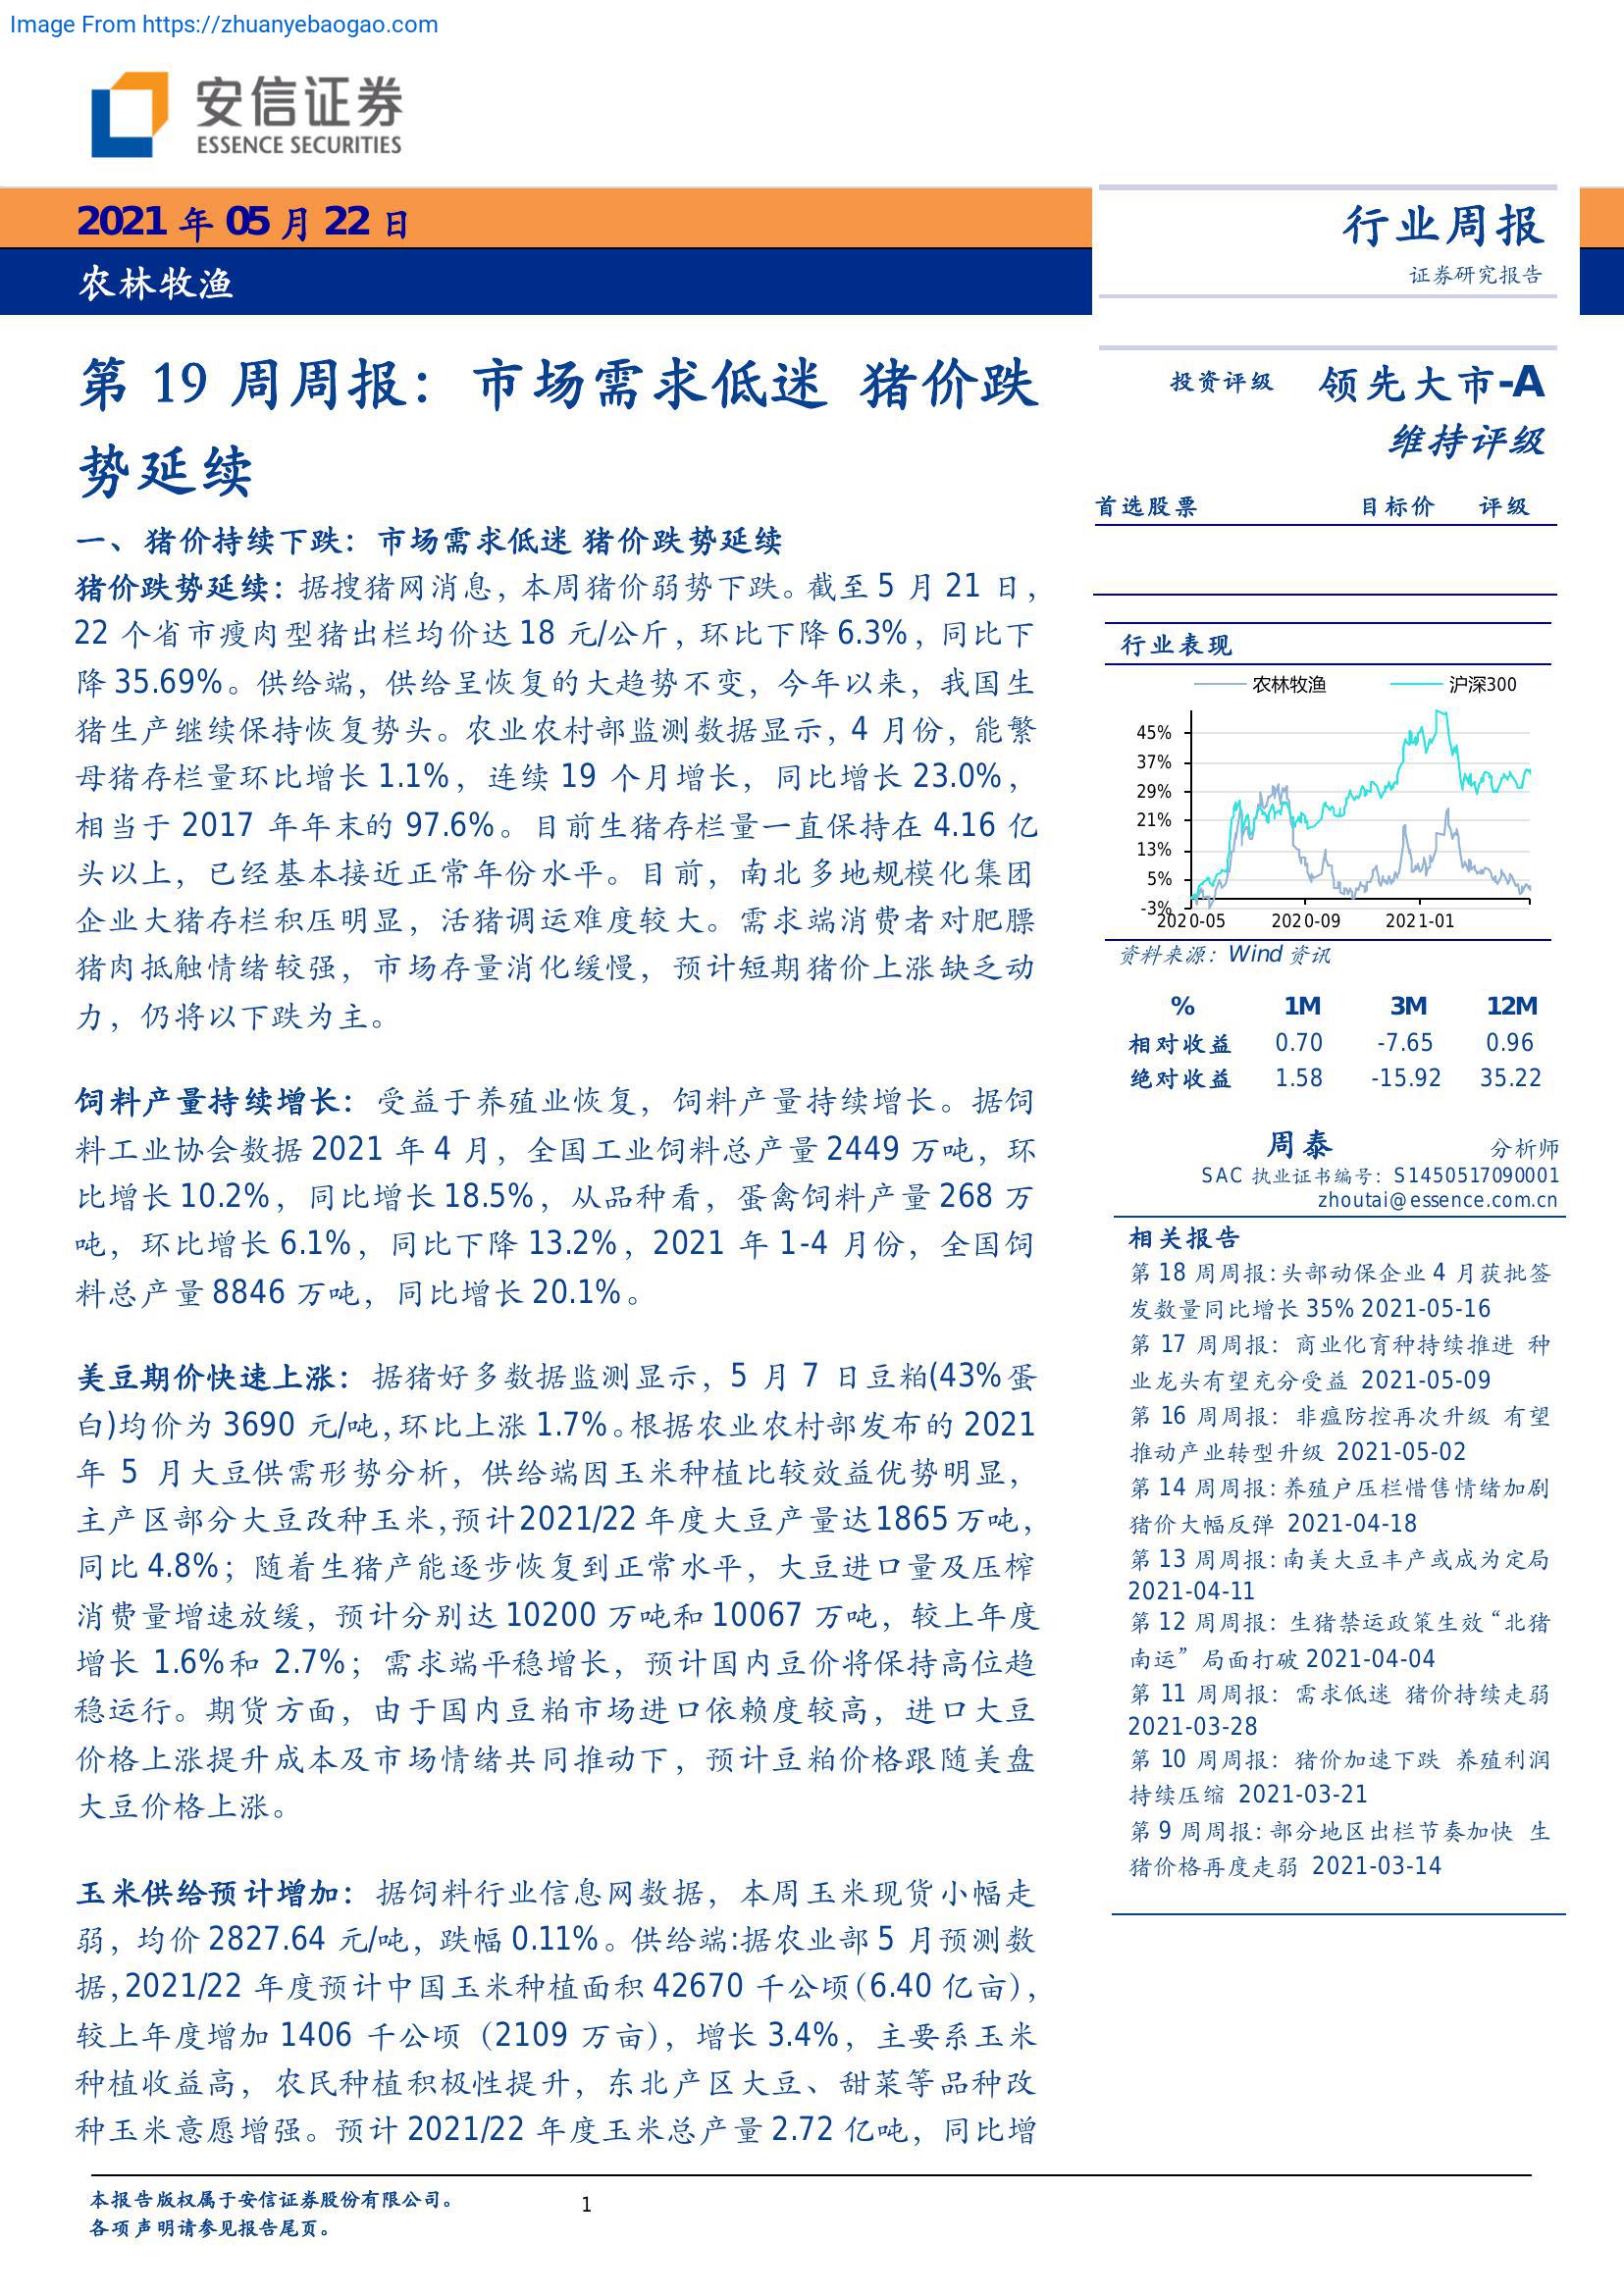 Image From https://zhuanyebaogao.com
安信证券
ESSENCE SECURITIES
2021 年 05 月 22 日
农林牧渔
行业周报
证券研究报告
第 19 周周报：市场需求低迷 猪价跌
势延续
一、猪价持续下跌：市场需求低迷 猪价跌势延续
猪价跌势延续：据搜猪网消息，本周猪价弱势下跌。截至 5 月 21 日，
22 个省市瘦肉型猪出栏均价达 18 元/公斤，环比下降 6.3%，同比下
降 35.69%。供给端，供给呈恢复的大趋势不变，今年以来，我国生
猪生产继续保持恢复势头。农业农村部监测数据显示，4 月份，能繁
母猪存栏量环比增长 1.1%，连续 19 个月增长，同比增长 23.0%，
相当于 2017 年年末的 97.6%。目前生猪存栏量一直保持在 4.16 亿
头以上，已经基本接近正常年份水平。目前，南北多地规模化集团
企业大猪存栏积压明显，活猪调运难度较大。需求端消费者对肥膘
猪肉抵触情绪较强，市场存量消化缓慢，预计短期猪价上涨缺乏动
力，仍将以下跌为主。
饲料产量持续增长：受益于养殖业恢复，饲料产量持续增长。据饲
料工业协会数据 2021 年 4 月，全国工业饲料总产量 2449 万吨，环
比增长 10.2%，同比增长 18.5%，从品种看，蛋禽饲料产量 268 万
吨，环比增长 6.1%，同比下降 13.2%，2021 年 1-4 月份，全国饲
料总产量 8846 万吨，同比增长 20.1%。
美豆期价快速上涨：据猪好多数据监测显示，5 月 7 日豆粕(43%蛋
白)均价为 3690 元/吨,环比上涨 1.7%。根据农业农村部发布的 2021
年 5 月大豆供需形势分析，供给端因玉米种植比较效益优势明显，
主产区部分大豆改种玉米,预计2021/22 年度大豆产量达1865 万吨，
同比 4.8%；随着生猪产能逐步恢复到正常水平，大豆进口量及压榨
消费量增速放缓，预计分别达 10200 万吨和 10067 万吨，较上年度
增长 1.6%和 2.7%；需求端平稳增长，预计国内豆价将保持高位趋
稳运行。期货方面，由于国内豆粕市场进口依赖度较高，进口大豆
价格上涨提升成本及市场情绪共同推动下，预计豆粕价格跟随美盘
大豆价格上涨。
玉米供给预计增加：据饲料行业信息网数据，本周玉米现货小幅走
弱，均价 2827.64 元/吨，跌幅 0.11%。供给端:据农业部 5 月预测数
据,2021/22 年度预计中国玉米种植面积 42670 千公顷(6.40 亿亩)，
较上年度增加 1406 千公顷（2109 万亩），增长 3.4%，主要系玉米
种植收益高，农民种植积极性提升，东北产区大豆、甜菜等品种改
种玉米意愿增强。预计 2021/22 年度玉米总产量 2.72 亿吨，同比增
投资评级 领先大市-A
维持评级
首选股票 目标价 评级
行业表现
农林牧渔 沪深300
45%
37%
29%
21%
13%
5%
-3%
2020-05 2020-09 2021-01
资料来源：Wind 资讯
% 1M 3M 12M
相对收益 0.70 -7.65 0.96
绝对收益 1.58 -15.92 35.22
周泰 分析师
SAC 执业证书编号：S1450517090001
zhoutai@essence.com.cn
相关报告
第 18 周周报:头部动保企业 4 月获批签
发数量同比增长 35% 2021-05-16
第 17 周周报：商业化育种持续推进 种
业龙头有望充分受益 2021-05-09
第 16 周周报：非瘟防控再次升级 有望
推动产业转型升级 2021-05-02
第 14 周周报:养殖户压栏惜售情绪加剧
猪价大幅反弹 2021-04-18
第 13 周周报:南美大豆丰产或成为定局
2021-04-11
第 12 周周报：生猪禁运政策生效“北猪
南运”局面打破 2021-04-04
第 11 周周报：需求低迷 猪价持续走弱
2021-03-28
第 10 周周报：猪价加速下跌 养殖利润
持续压缩 2021-03-21
第 9 周周报:部分地区出栏节奏加快 生
猪价格再度走弱 2021-03-14
本报告版权属于安信证券股份有限公司。
1
各项声明请参见报告尾页。